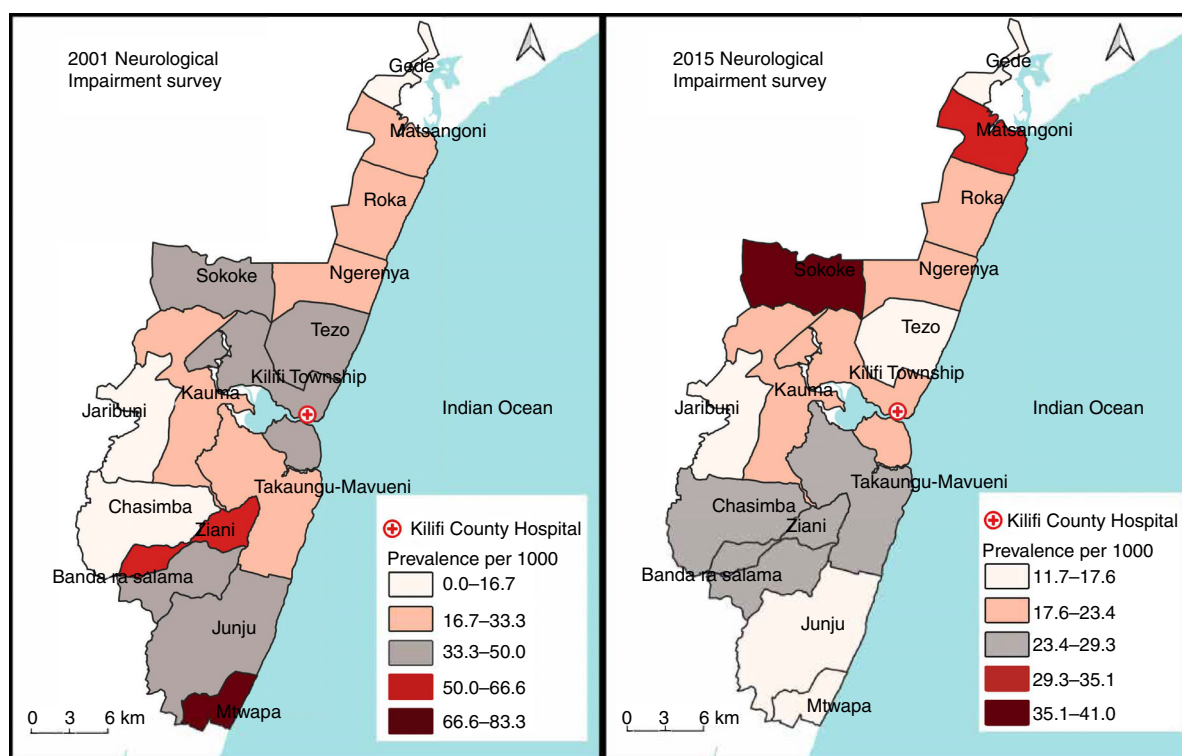 2001 Neurological
Impairment survey
Gede
Matsangoni
Roka
Ngerenya
Sokoke
Tezo
Kilifi Township
Kauma
Jaribuni
Indian Ocean
Takaungu-Mavueni
Chasimba
Ziani
Banda ra salama
Junju
Mtwapa
Kilifi County Hospital
Prevalence per 1000
0.0–16.7
16.7–33.3
33.3–50.0
50.0–66.6
66.6–83.3
0 3 6 km
2015 Neurological
Impairment survey
Gede
Matsangoni
Roka
Ngerenya
Sokoke
Tezo
Kilifi Township
Kauma
Jaribuni
Indian Ocean
Takaungu-Mavueni
Chasimba
Ziani
Banda ra salama
Junju
Mtwapa
Kilifi County Hospital
Prevalence per 1000
11.7–17.6
17.6–23.4
23.4–29.3
29.3–35.1
35.1–41.0
0 3 6 km